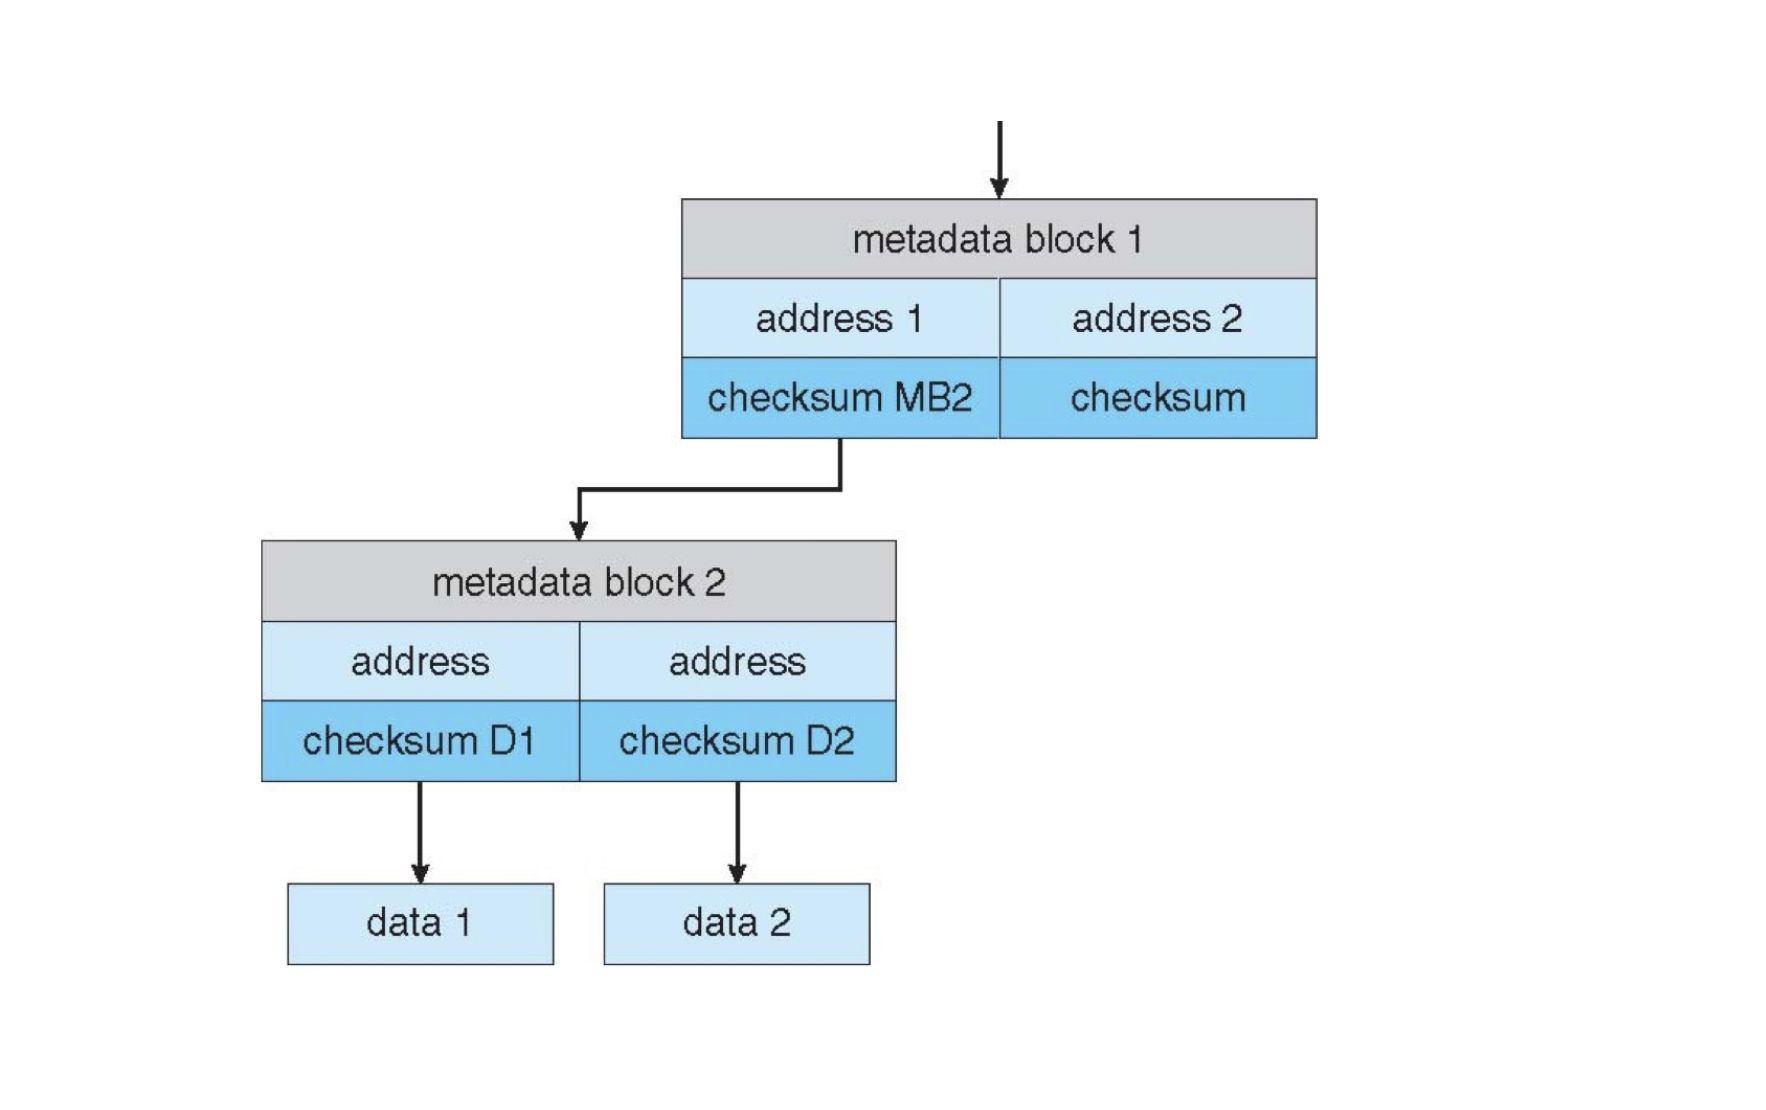 metadata block 1
address 1 address 2
checksum MB2 checksum
metadata block 2
address address
checksum D1 checksum D2
data 1 data 2